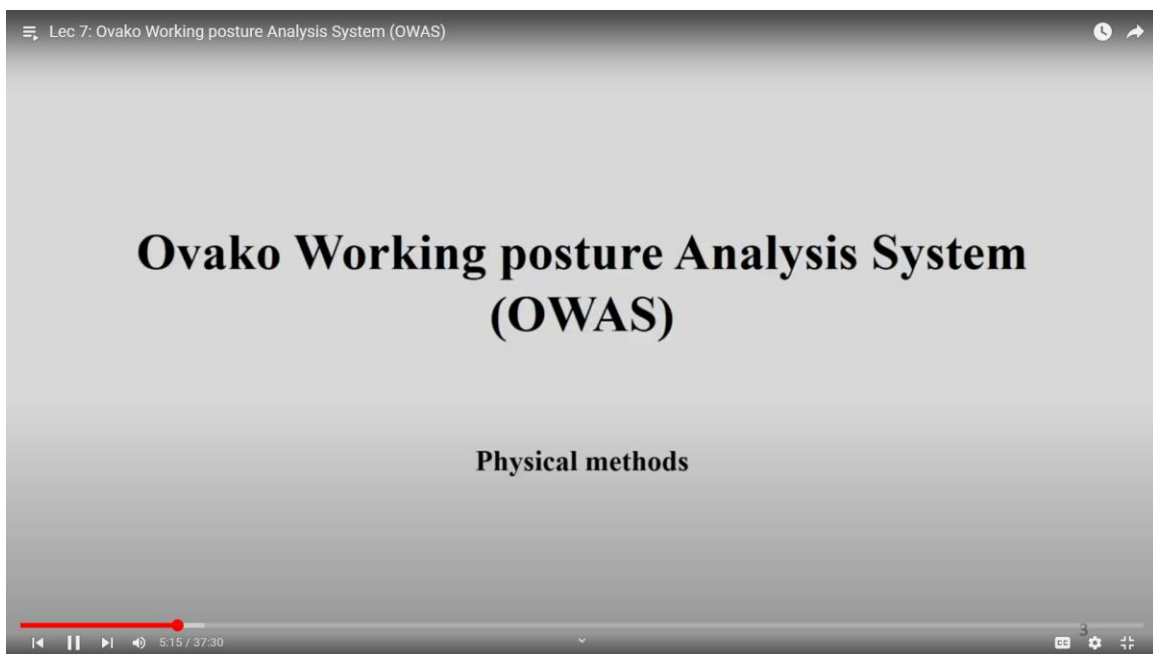 Lec 7: Ovako Working posture Analysis System (OWAS)
Ovako Working posture Analysis System
(OWAS)
Physical methods
3
5:15 / 37:30
CC